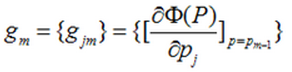 g_m = {g_{jm}} = {[∂Φ(P)/∂p_j]_{p=p_{m-1}}}